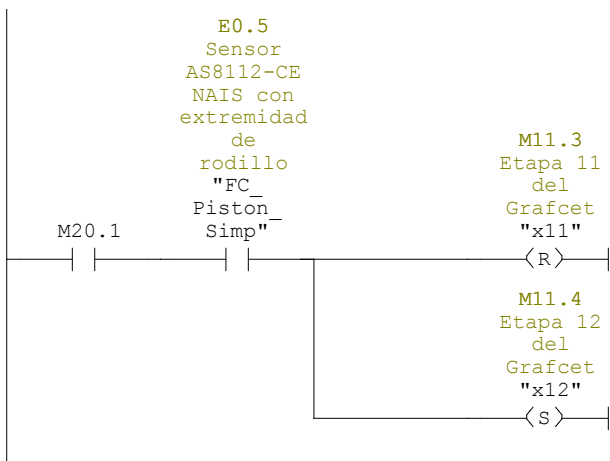 E0.5
Sensor
AS8112-CE
NAIS con
extremidad
de
rodillo
"FC_
Piston_
Simp"
M20.1
M11.3
Etapa 11
del
Grafcet
"x11"
R
M11.4
Etapa 12
del
Grafcet
"x12"
S